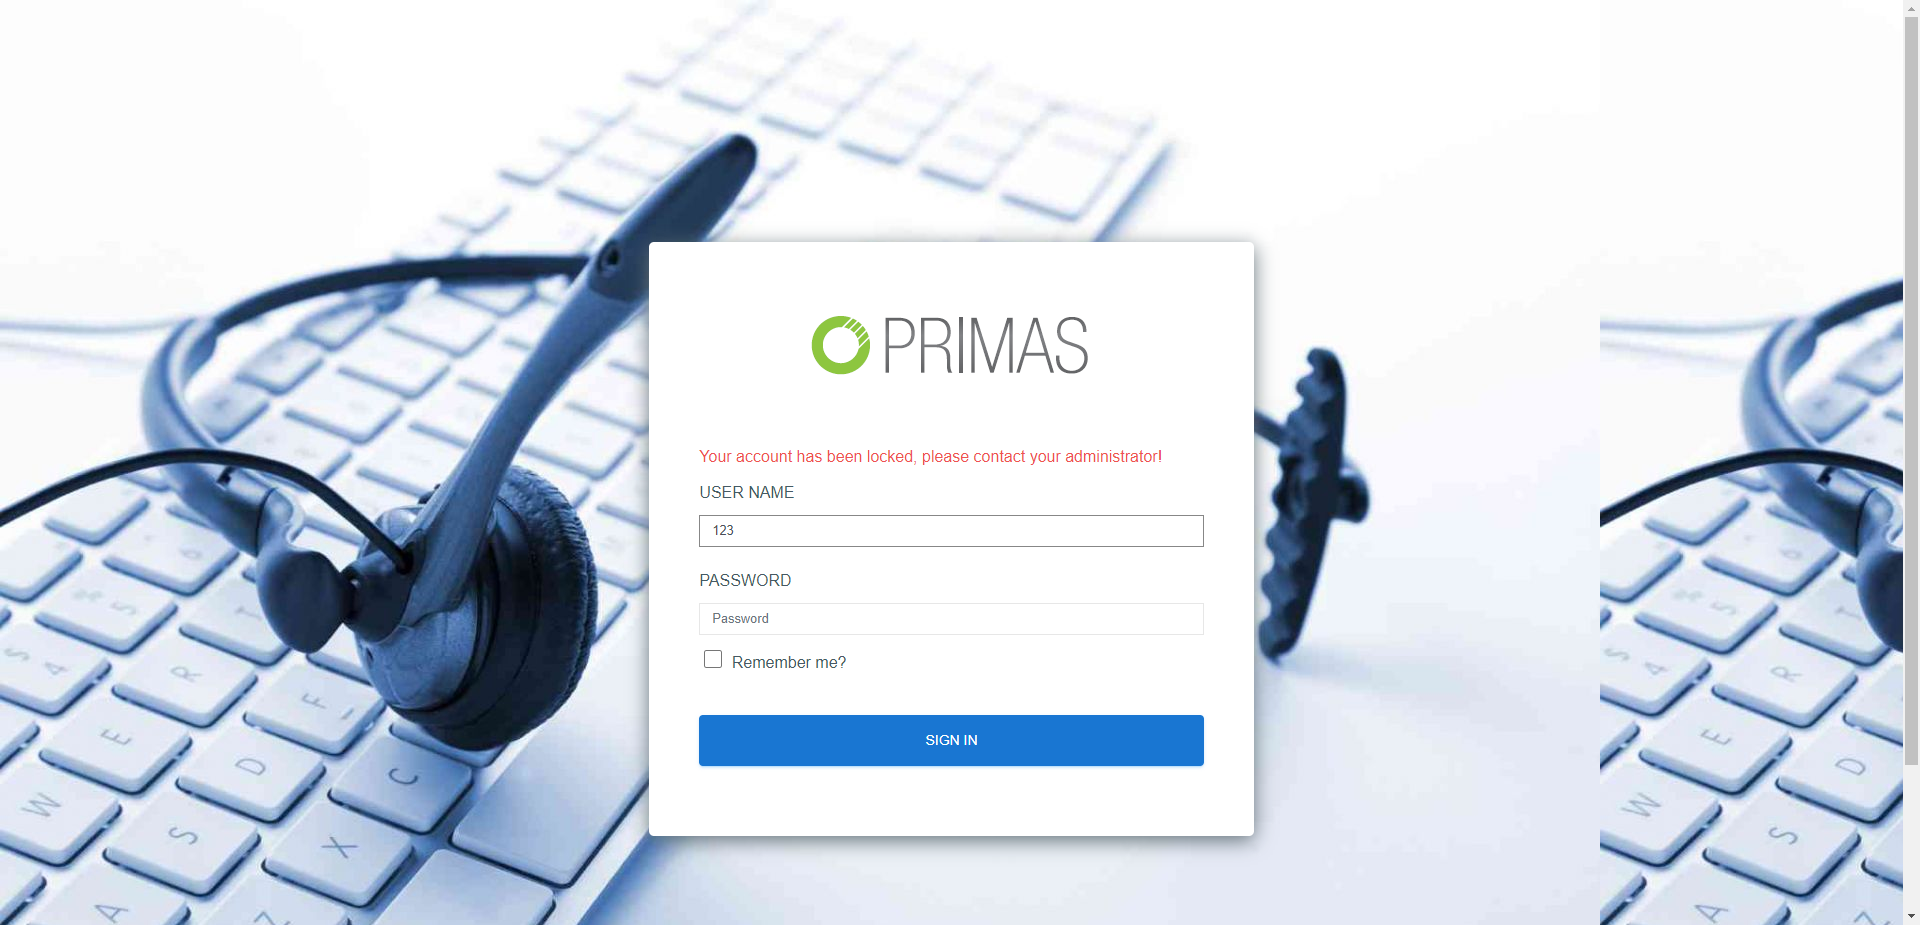 PRIMAS
Your account has been locked, please contact your administrator!
USER NAME
123
PASSWORD
Password
Remember me?
SIGN IN